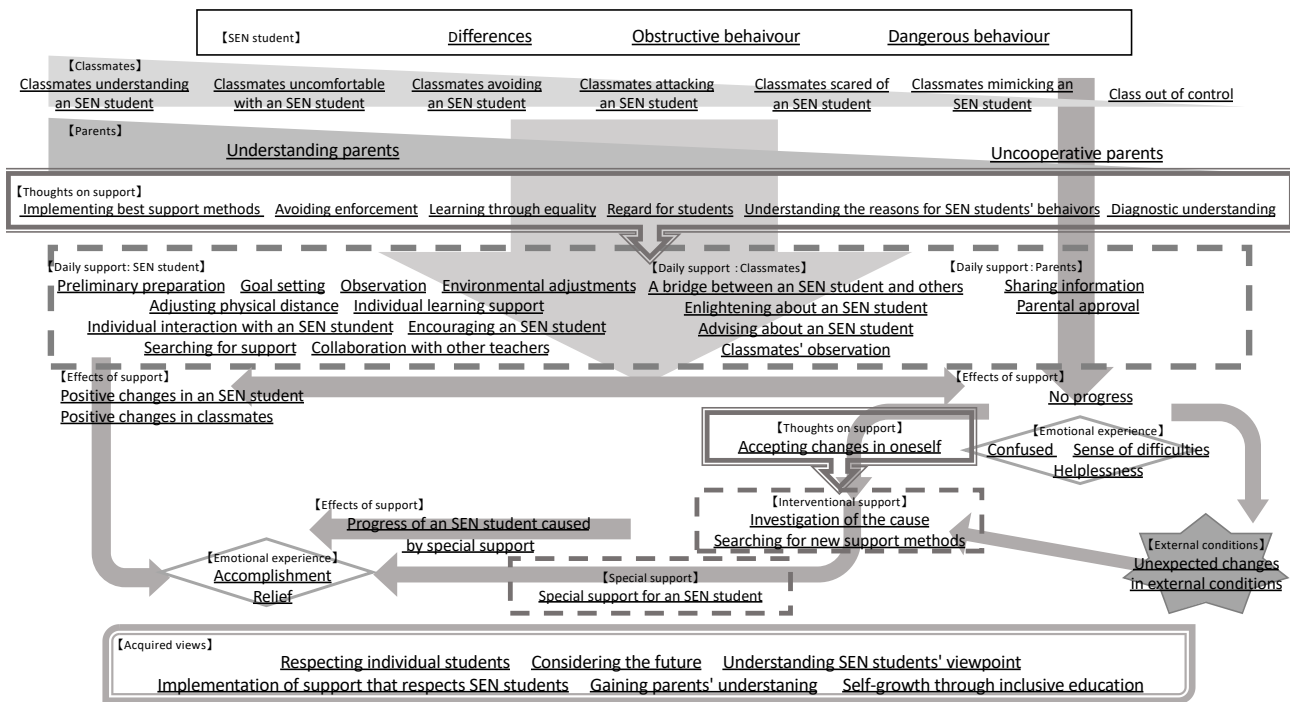 【SEN student】 Differences Obstructive behaivour Dangerous behaviour
【Classmates】
Classmates understanding an SEN student
Classmates uncomfortable with an SEN student
Classmates avoiding an SEN student
Classmates attacking an SEN student
Classmates scared of an SEN student
Classmates mimicking an SEN student
Class out of control
【Parents】
Understanding parents
Uncooperative parents
【Thoughts on support】
Implementing best support methods Avoiding enforcement Learning through equality Regard for students Understanding the reasons for SEN students' behaivors Diagnostic understanding
【Daily support: SEN student】
Preliminary preparation Goal setting Observation Environmental adjustments
Adjusting physical distance Individual learning support
Individual interaction with an SEN stundent Encouraging an SEN student
Searching for support Collaboration with other teachers
【Daily support：Classmates】
A bridge between an SEN student and others
Enlightening about an SEN student
Advising about an SEN student
Classmates' observation
【Daily support：Parents】
Sharing information
Parental approval
【Effects of support】
Positive changes in an SEN student
Positive changes in classmates
【Effects of support】
No progress
【Thoughts on support】
Accepting changes in oneself
【Emotional experience】
Confused Sense of difficulties
Helplessness
【Interventional support】
Investigation of the cause
Searching for new support methods
【Effects of support】
Progress of an SEN student caused
by special support
【External conditions】
Unexpected changes
in external conditions
【Emotional experience】
Accomplishment
Relief
【Special support】
Special support for an SEN student
【Acquired views】
Respecting individual students Considering the future Understanding SEN students' viewpoint
Implementation of support that respects SEN students Gaining parents' understaning Self-growth through inclusive education